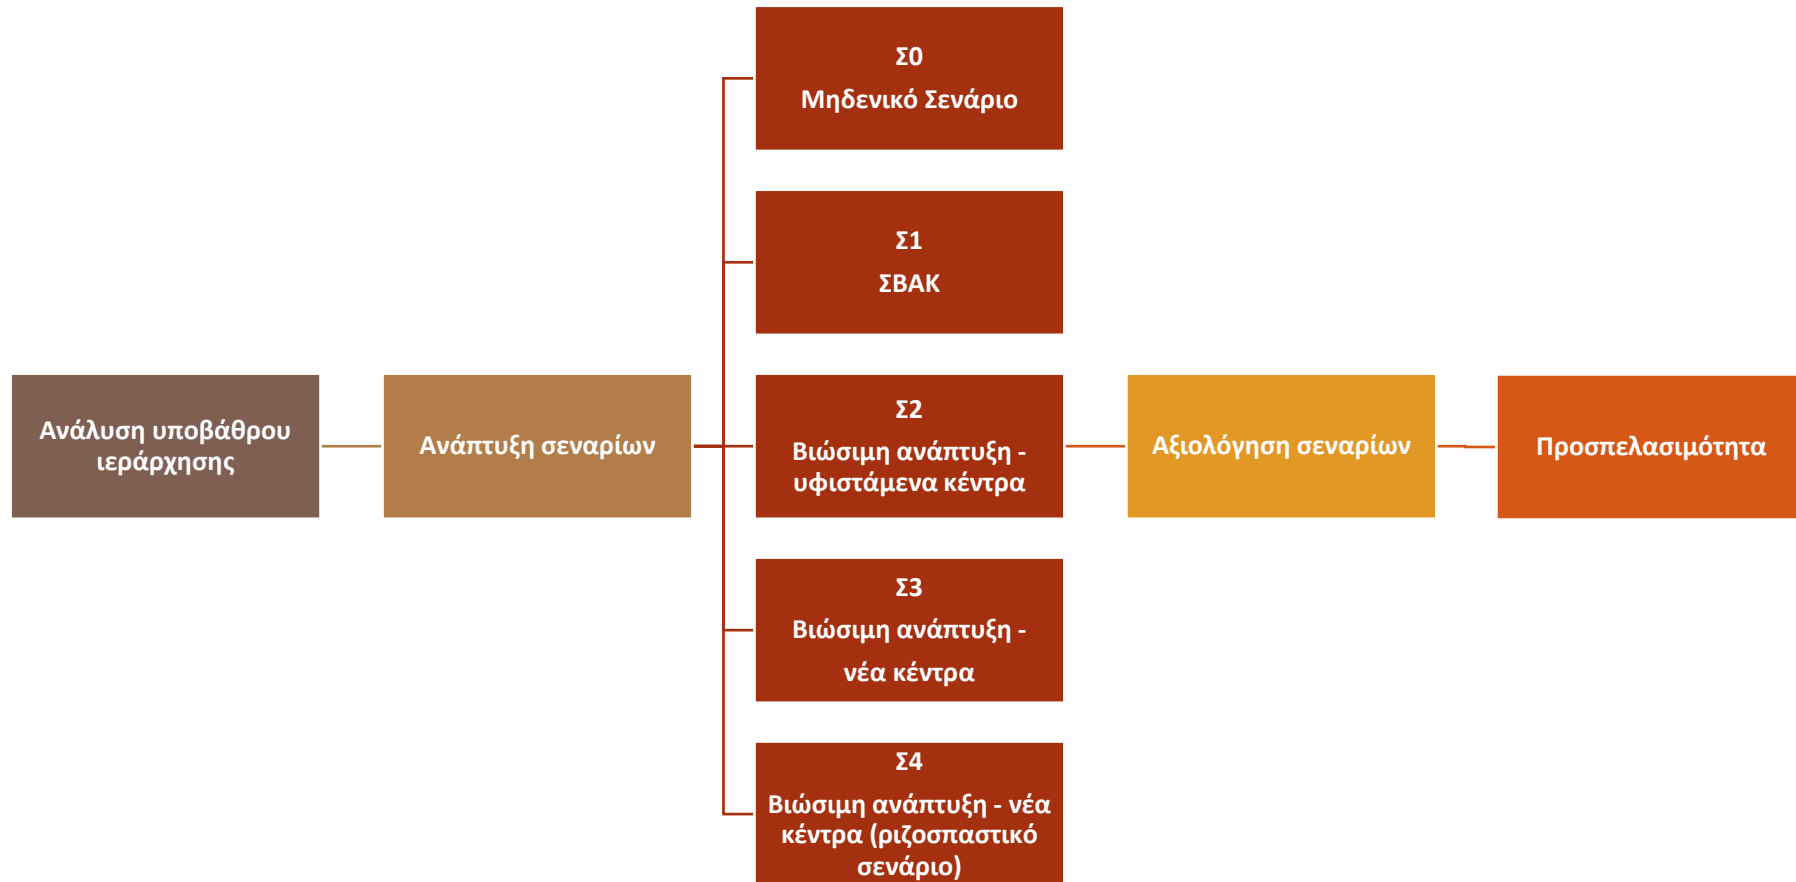 Ανάλυση υποβάθρου
ιεράρχησης
Ανάπτυξη σεναρίων
Σ0
Μηδενικό Σενάριο
Σ1
ΣΒΑΚ
Σ2
Βιώσιμη ανάπτυξη -
υφιστάμενα κέντρα
Σ3
Βιώσιμη ανάπτυξη -
νέα κέντρα
Σ4
Βιώσιμη ανάπτυξη - νέα
κέντρα (ριζοσπαστικό
σενάριο)
Αξιολόγηση σεναρίων
Προσπελασιμότητα